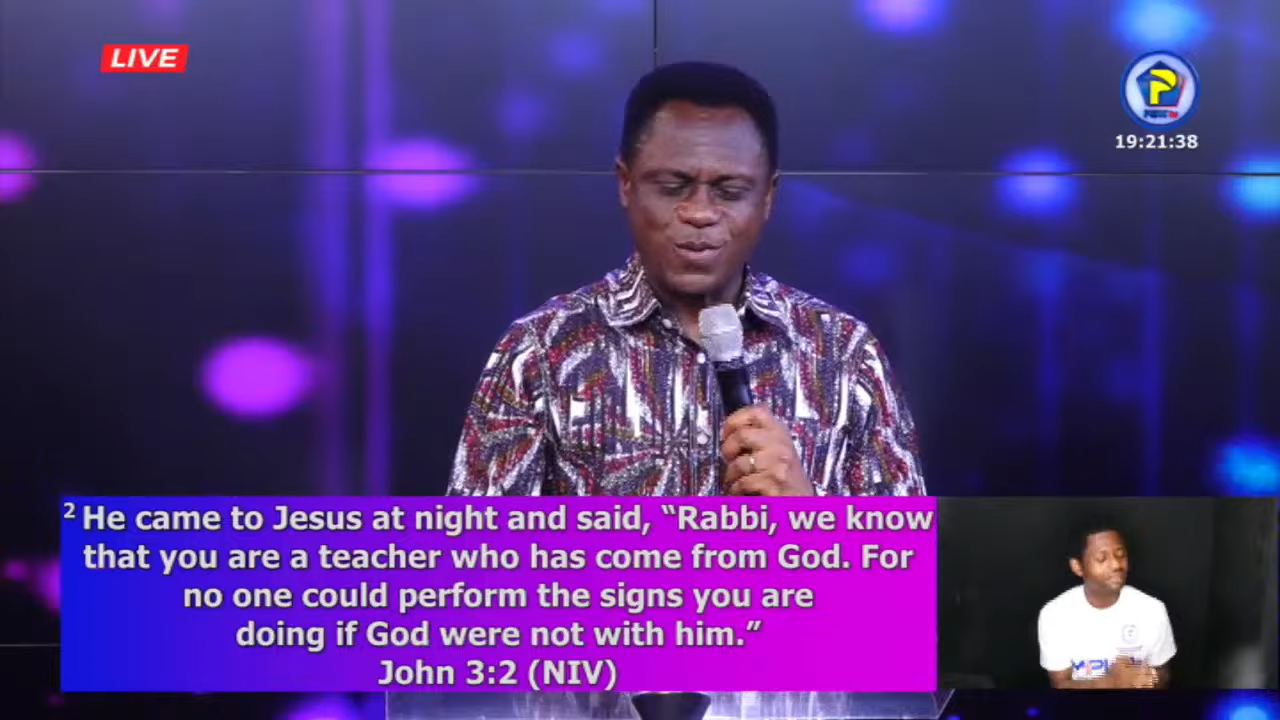 LIVE
P
19:21:38
2 He came to Jesus at night and said, “Rabbi, we know
that you are a teacher who has come from God. For
no one could perform the signs you are
doing if God were not with him.”
John 3:2 (NIV)